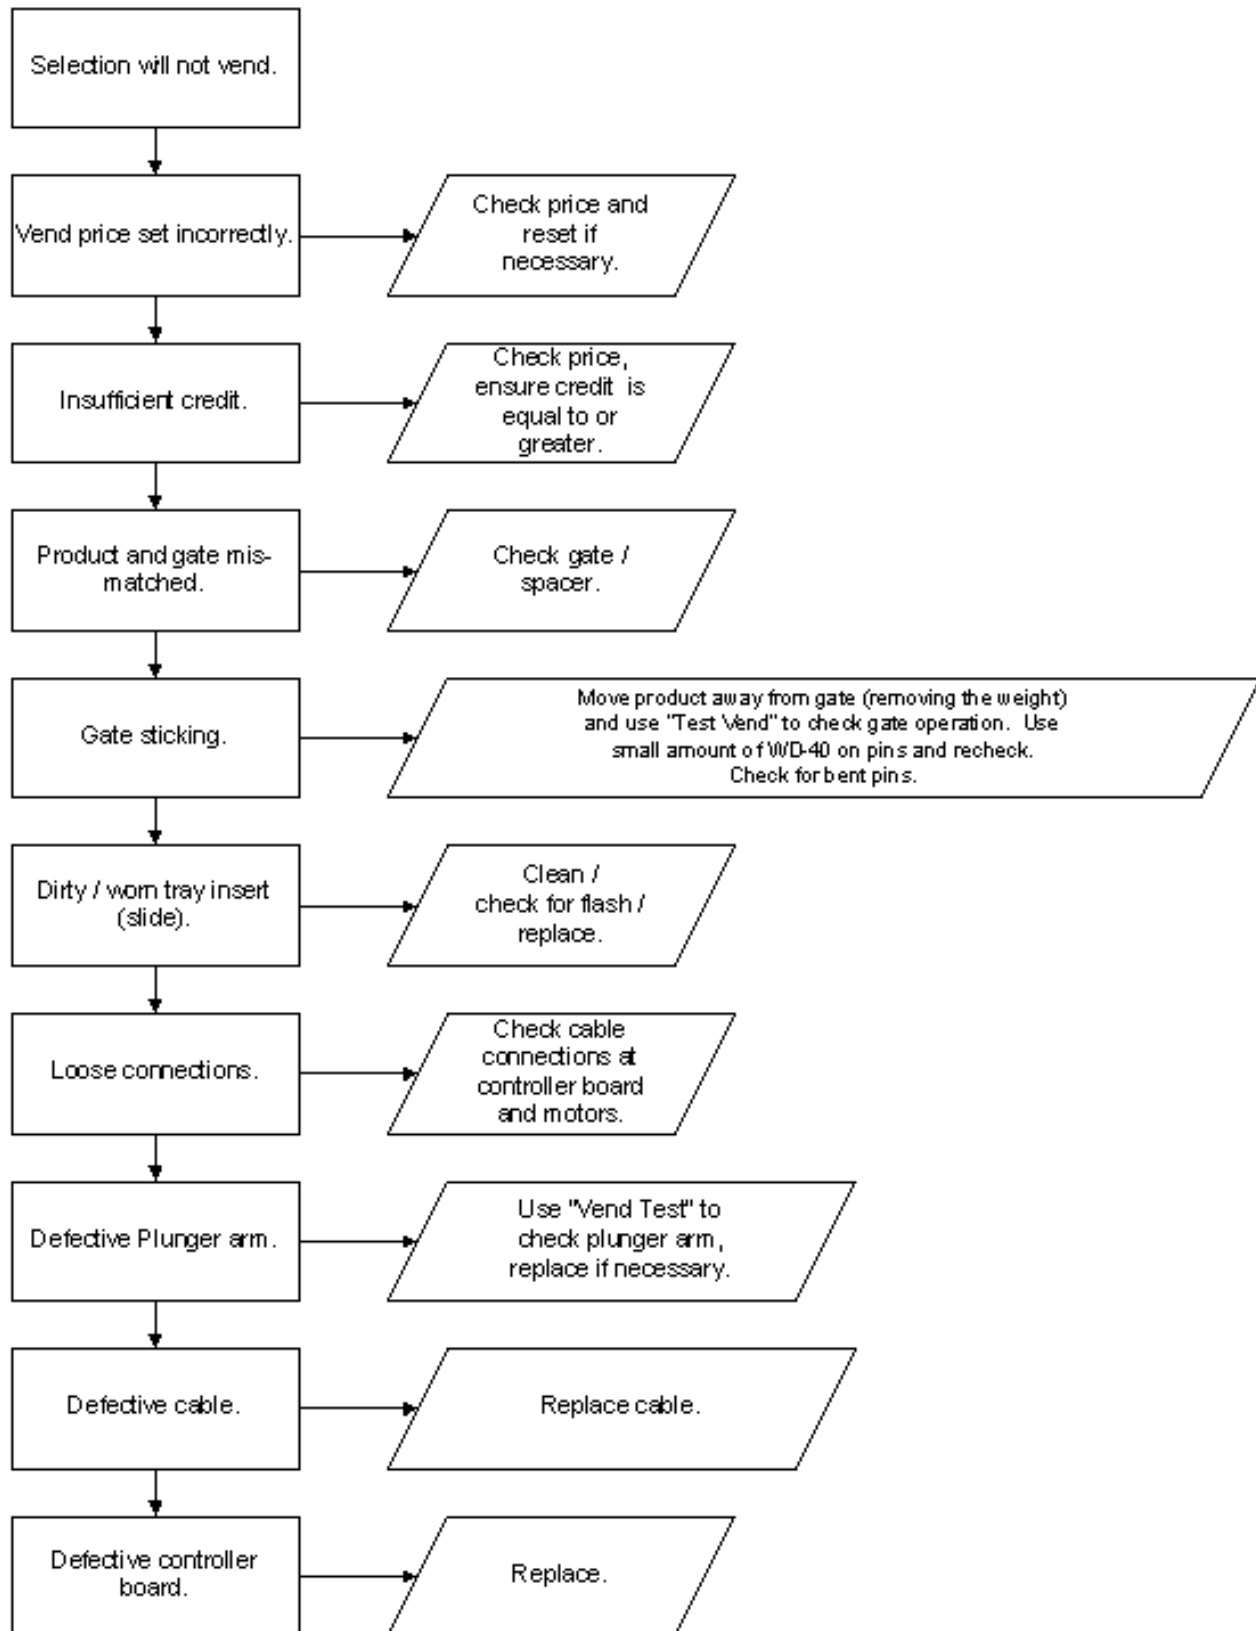 Selection will not vend.
Vend price set incorrectly.
Check price and
reset if
necessary.
Insufficient credit.
Check price,
ensure credit is
equal to or
greater.
Product and gate mis-
matched.
Check gate /
spacer.
Gate sticking.
Move product away from gate (removing the weight)
and use "Test Vend" to check gate operation. Use
small amount of WD-40 on pins and recheck.
Check for bent pins.
Dirty / worn tray insert
(slide).
Clean /
check for flash /
replace.
Loose connections.
Check cable
connections at
controller board
and motors.
Defective Plunger arm.
Use "Vend Test" to
check plunger arm,
replace if necessary.
Defective cable.
Replace cable.
Defective controller
board.
Replace.